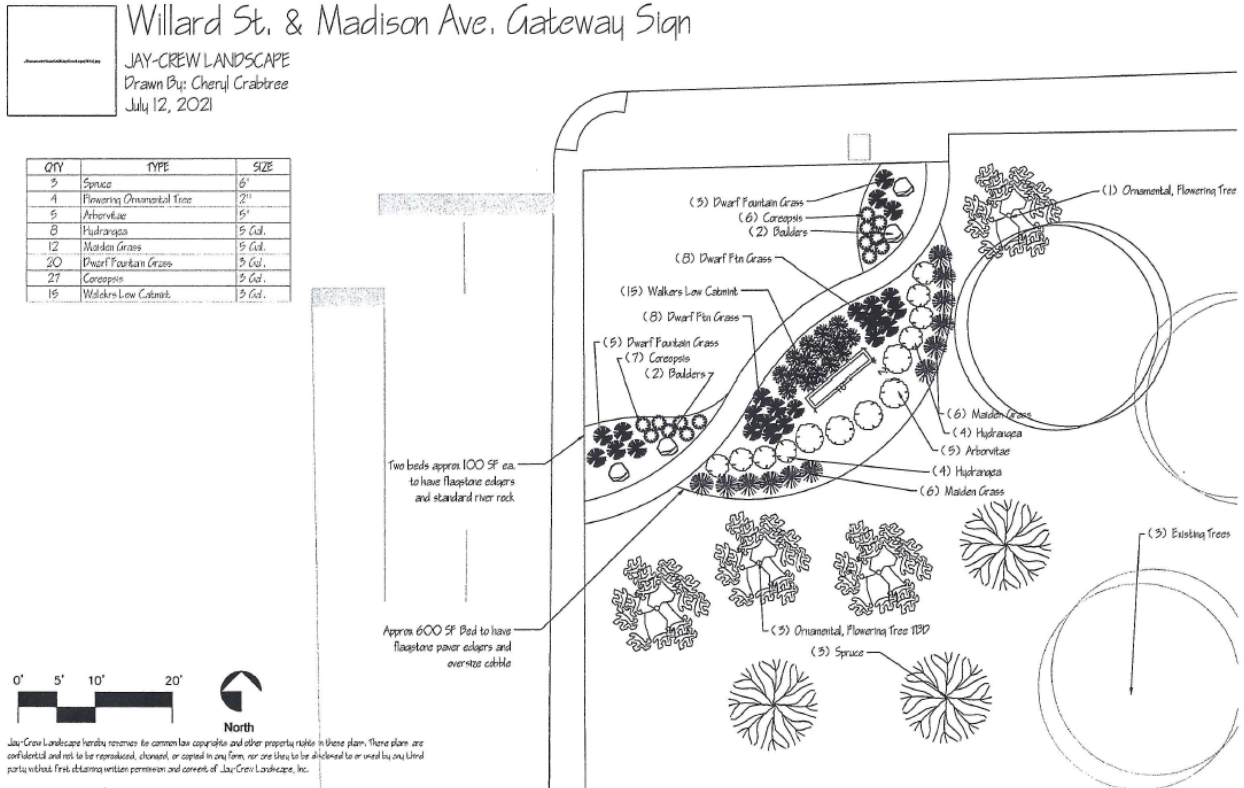 Willard St. & Madison Ave. Gateway Sign
JAY-CREW LANDSCAPE
Drawn By: Cheryl Crabtree
July 12, 2021
QTY TYPE SIZE
3 Spruce 6'
4 Flowering Ornamental Tree 2"
5 Arborvitae 5'
8 Hydrangea 5 Gal.
12 Maiden Grass 5 Gal.
20 Dwarf Fountain Grass 3 Gal.
27 Coreopsis 3 Gal.
15 Walekrs Low Catmint 3 Gal.
(1) Ornamental, Flowering Tree
(3) Dwarf Fountain Grass
(6) Coreopsis
(2) Boulders
(8) Dwarf Ftn Grass
(15) Walkers Low Catmint
(8) Dwarf Ftn Grass
(5) Dwarf Fountain Grass
(7) Coreopsis
(2) Boulders
(6) Maiden Grass
(4) Hydrangea
(5) Arborvitae
(4) Hydrangea
(6) Maiden Grass
Two beds approx 100 SF ea.
to have flagstone edgers
and standard river rock
(3) Existing Trees
Approx 600 SF Bed to have
flagstone paver edgers and
oversize cobble
(3) Ornamental, Flowering Tree TBD
(3) Spruce
0' 5' 10' 20'
North
Jay-Crew Landscape hereby reserves its common law copyrights and other property rights in these plans. These plans are
confidential and not to be reproduced, changed, or copied in any form, nor are they to be disclosed to or used by any third
party without first obtaining written permission and consent of Jay-Crew Landscape, Inc.